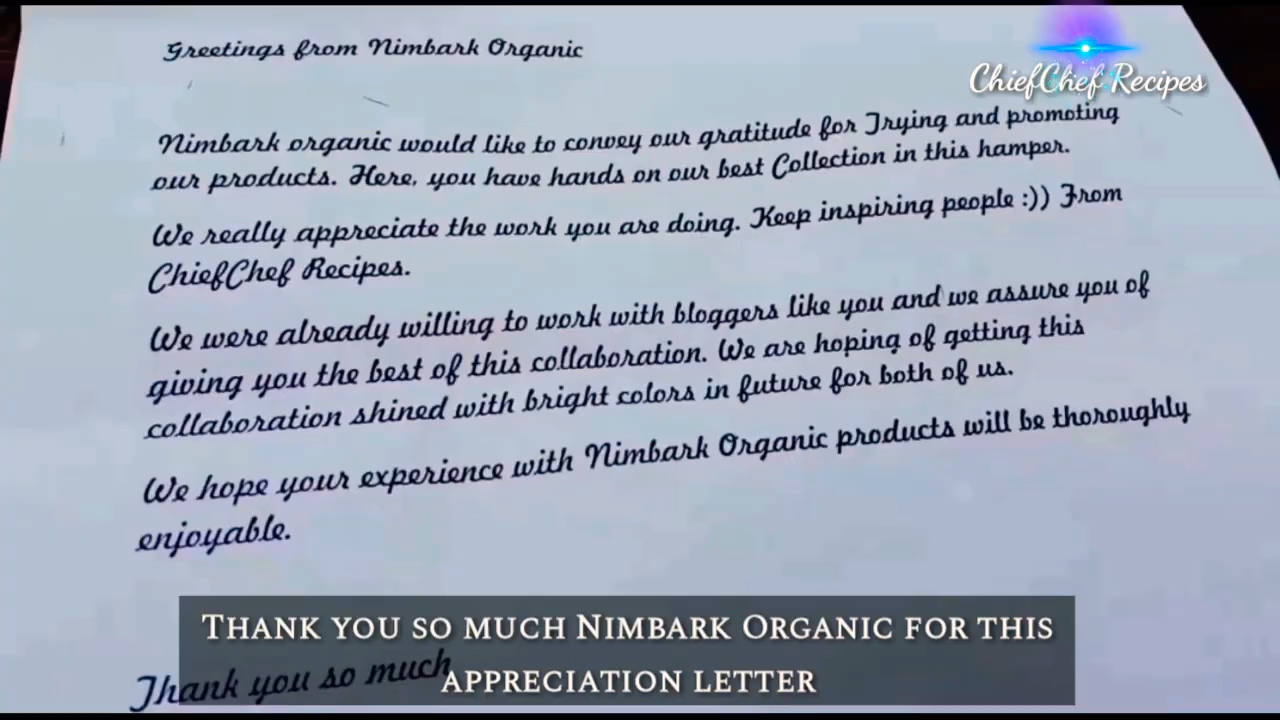 Greetings from Nimbark Organic
ChiefChef Recipes
Nimbark organic would like to convey our gratitude for Trying and promoting
our products. Here, you have hands on our best Collection in this hamper.
We really appreciate the work you are doing. Keep inspiring people :)) From
ChiefChef Recipes.
We were already willing to work with bloggers like you and we assure you of
giving you the best of this collaboration. We are hoping of getting this
collaboration shined with bright colors in future for both of us.
We hope your experience with Nimbark Organic products will be thoroughly
enjoyable.
Thank you so much
THANK YOU SO MUCH NIMBARK ORGANIC FOR THIS
APPRECIATION LETTER